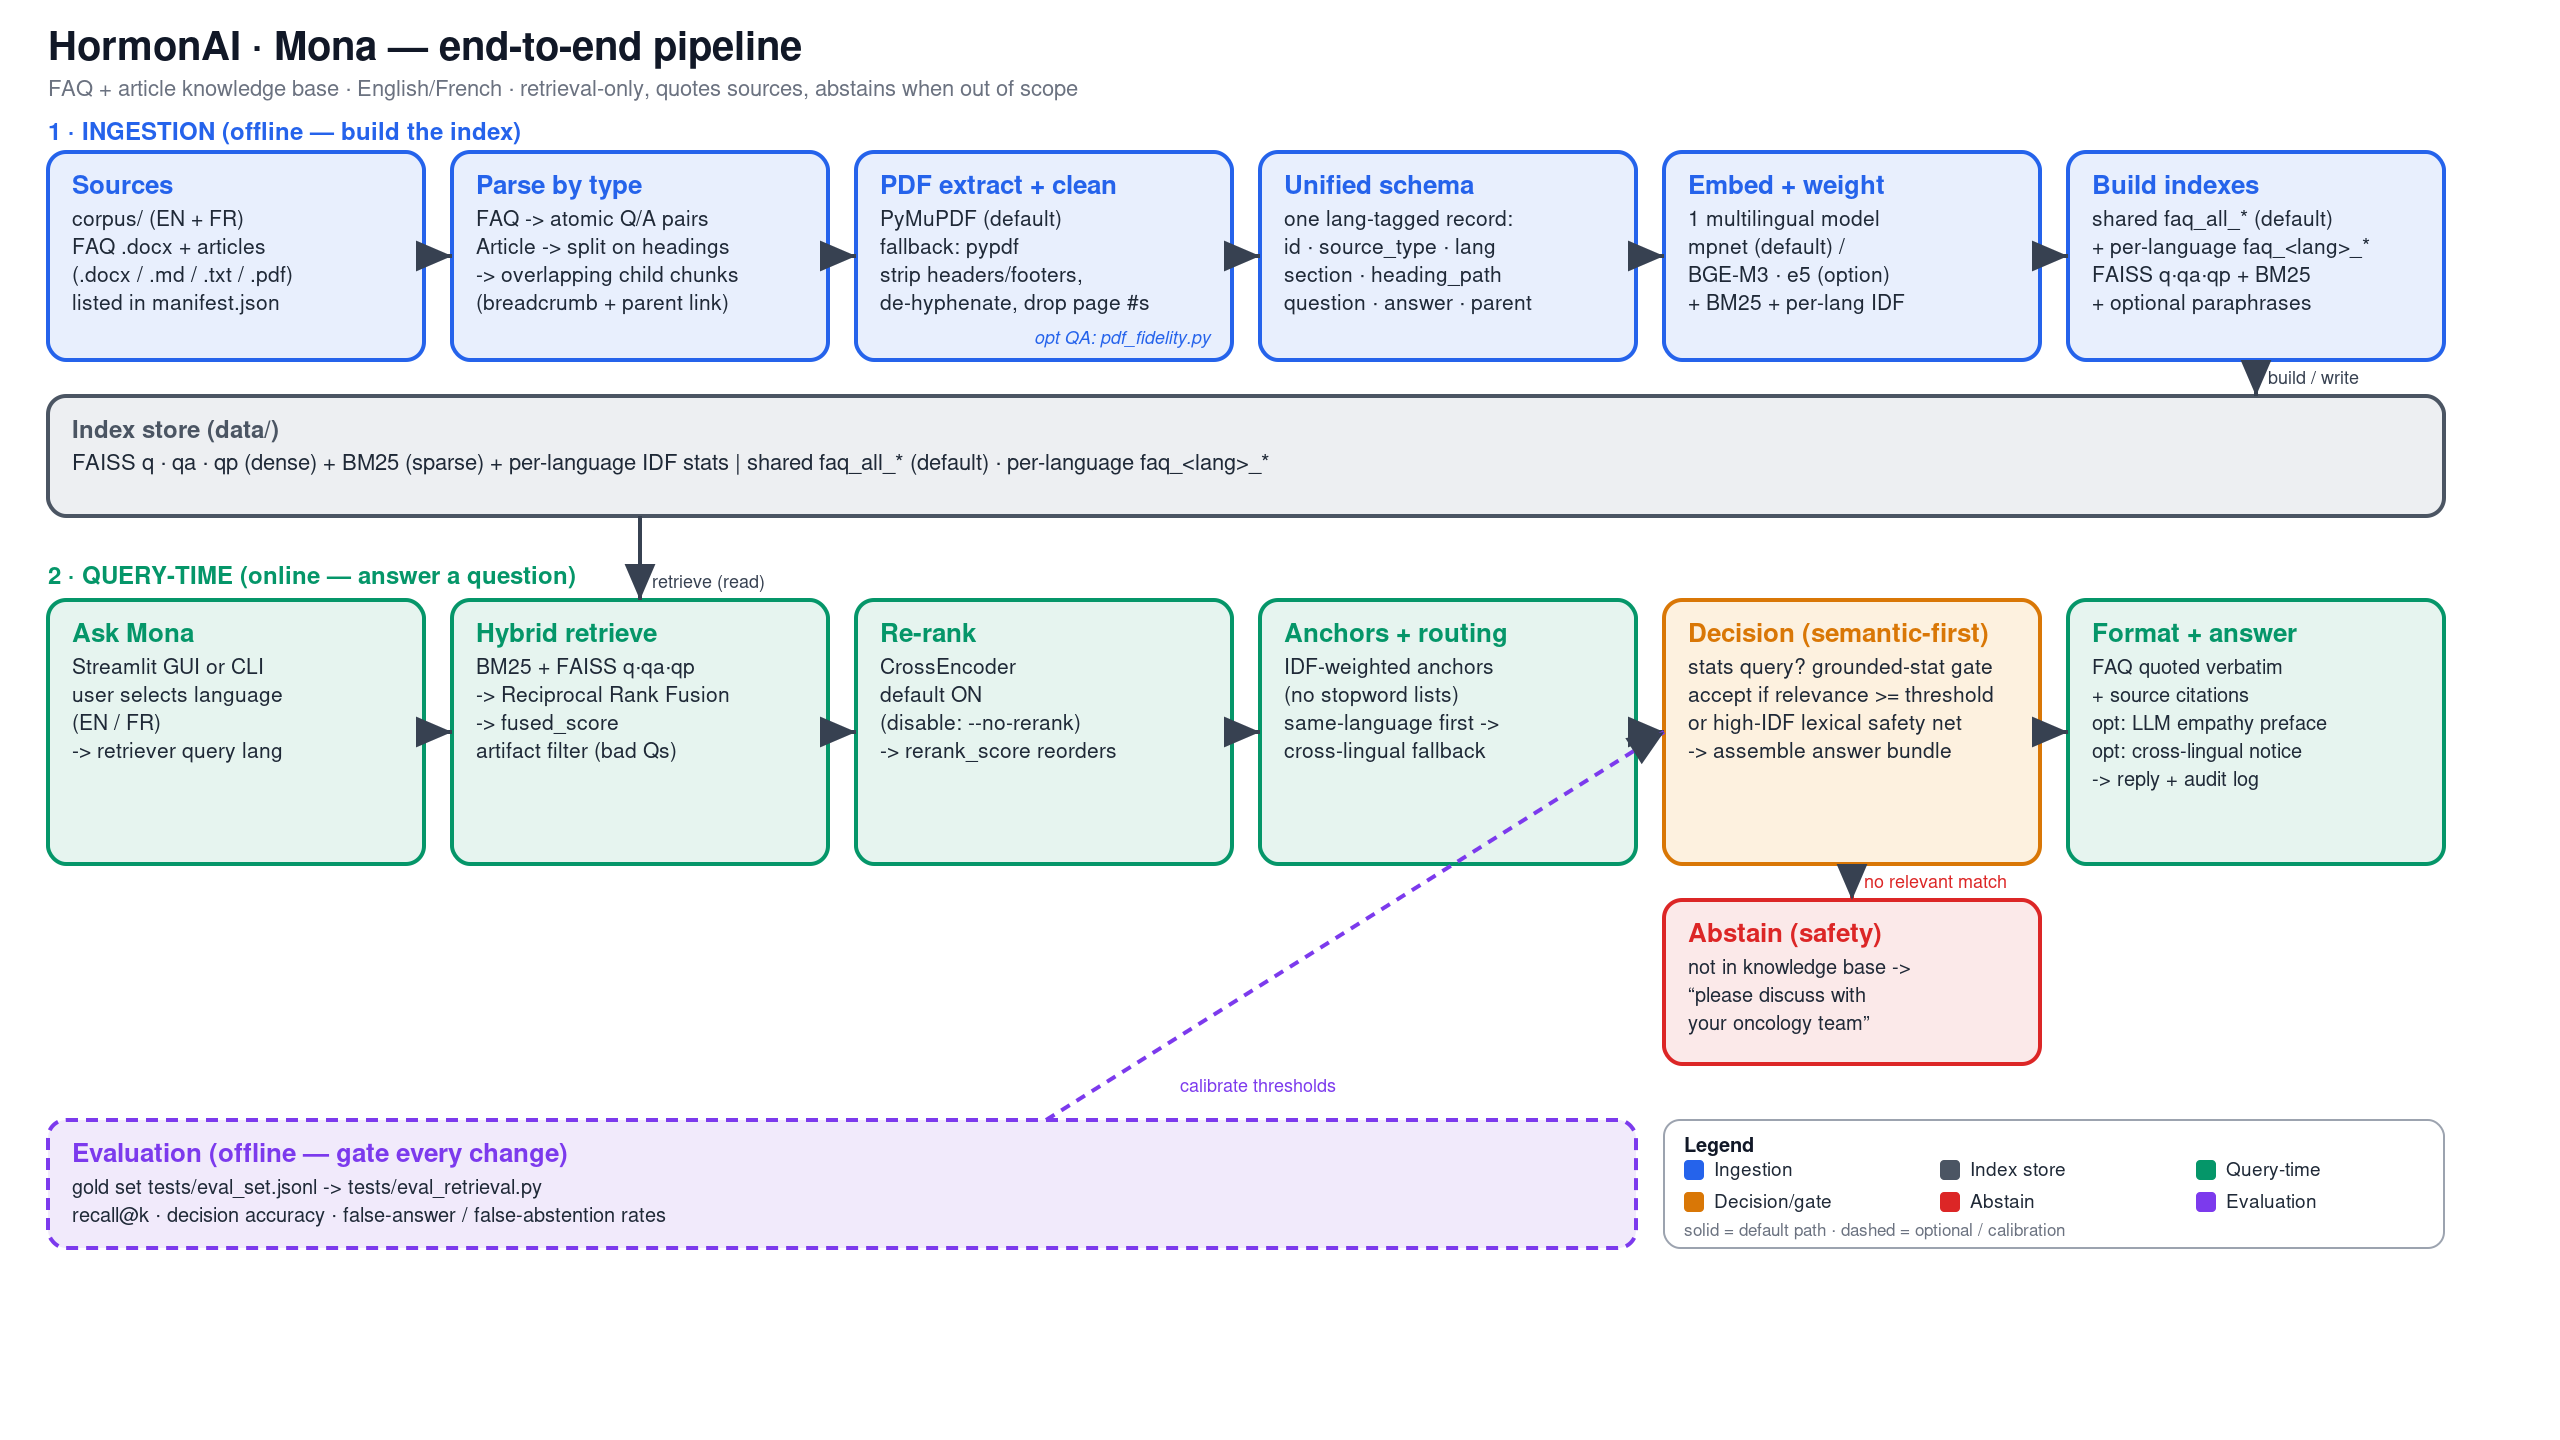 HormonAI · Mona — end-to-end pipeline
FAQ + article knowledge base · English/French · retrieval-only, quotes sources, abstains when out of scope
1 · INGESTION (offline — build the index)
Sources
corpus/ (EN + FR)
FAQ .docx + articles
(.docx / .md / .txt / .pdf)
listed in manifest.json
Parse by type
FAQ -> atomic Q/A pairs
Article -> split on headings
-> overlapping child chunks
(breadcrumb + parent link)
PDF extract + clean
PyMuPDF (default)
fallback: pypdf
strip headers/footers,
de-hyphenate, drop page #s
opt QA: pdf_fidelity.py
Unified schema
one lang-tagged record:
id · source_type · lang
section · heading_path
question · answer · parent
Embed + weight
1 multilingual model
mpnet (default) /
BGE-M3 · e5 (option)
+ BM25 + per-lang IDF
Build indexes
shared faq_all_* (default)
+ per-language faq_<lang>_*
FAISS q·qa·qp + BM25
+ optional paraphrases
build / write
Index store (data/)
FAISS q · qa · qp (dense) + BM25 (sparse) + per-language IDF stats | shared faq_all_* (default) · per-language faq_<lang>_*
2 · QUERY-TIME (online — answer a question)
retrieve (read)
Ask Mona
Streamlit GUI or CLI
user selects language
(EN / FR)
-> retriever query lang
Hybrid retrieve
BM25 + FAISS q·qa·qp
-> Reciprocal Rank Fusion
-> fused_score
artifact filter (bad Qs)
Re-rank
CrossEncoder
default ON
(disable: --no-rerank)
-> rerank_score reorders
Anchors + routing
IDF-weighted anchors
(no stopword lists)
same-language first ->
cross-lingual fallback
Decision (semantic-first)
stats query? grounded-stat gate
accept if relevance >= threshold
or high-IDF lexical safety net
-> assemble answer bundle
Format + answer
FAQ quoted verbatim
+ source citations
opt: LLM empathy preface
opt: cross-lingual notice
-> reply + audit log
no relevant match
Abstain (safety)
not in knowledge base ->
“please discuss with
your oncology team”
calibrate thresholds
Evaluation (offline — gate every change)
gold set tests/eval_set.jsonl -> tests/eval_retrieval.py
recall@k · decision accuracy · false-answer / false-abstention rates
Legend
Ingestion
Index store
Query-time
Decision/gate
Abstain
Evaluation
solid = default path · dashed = optional / calibration